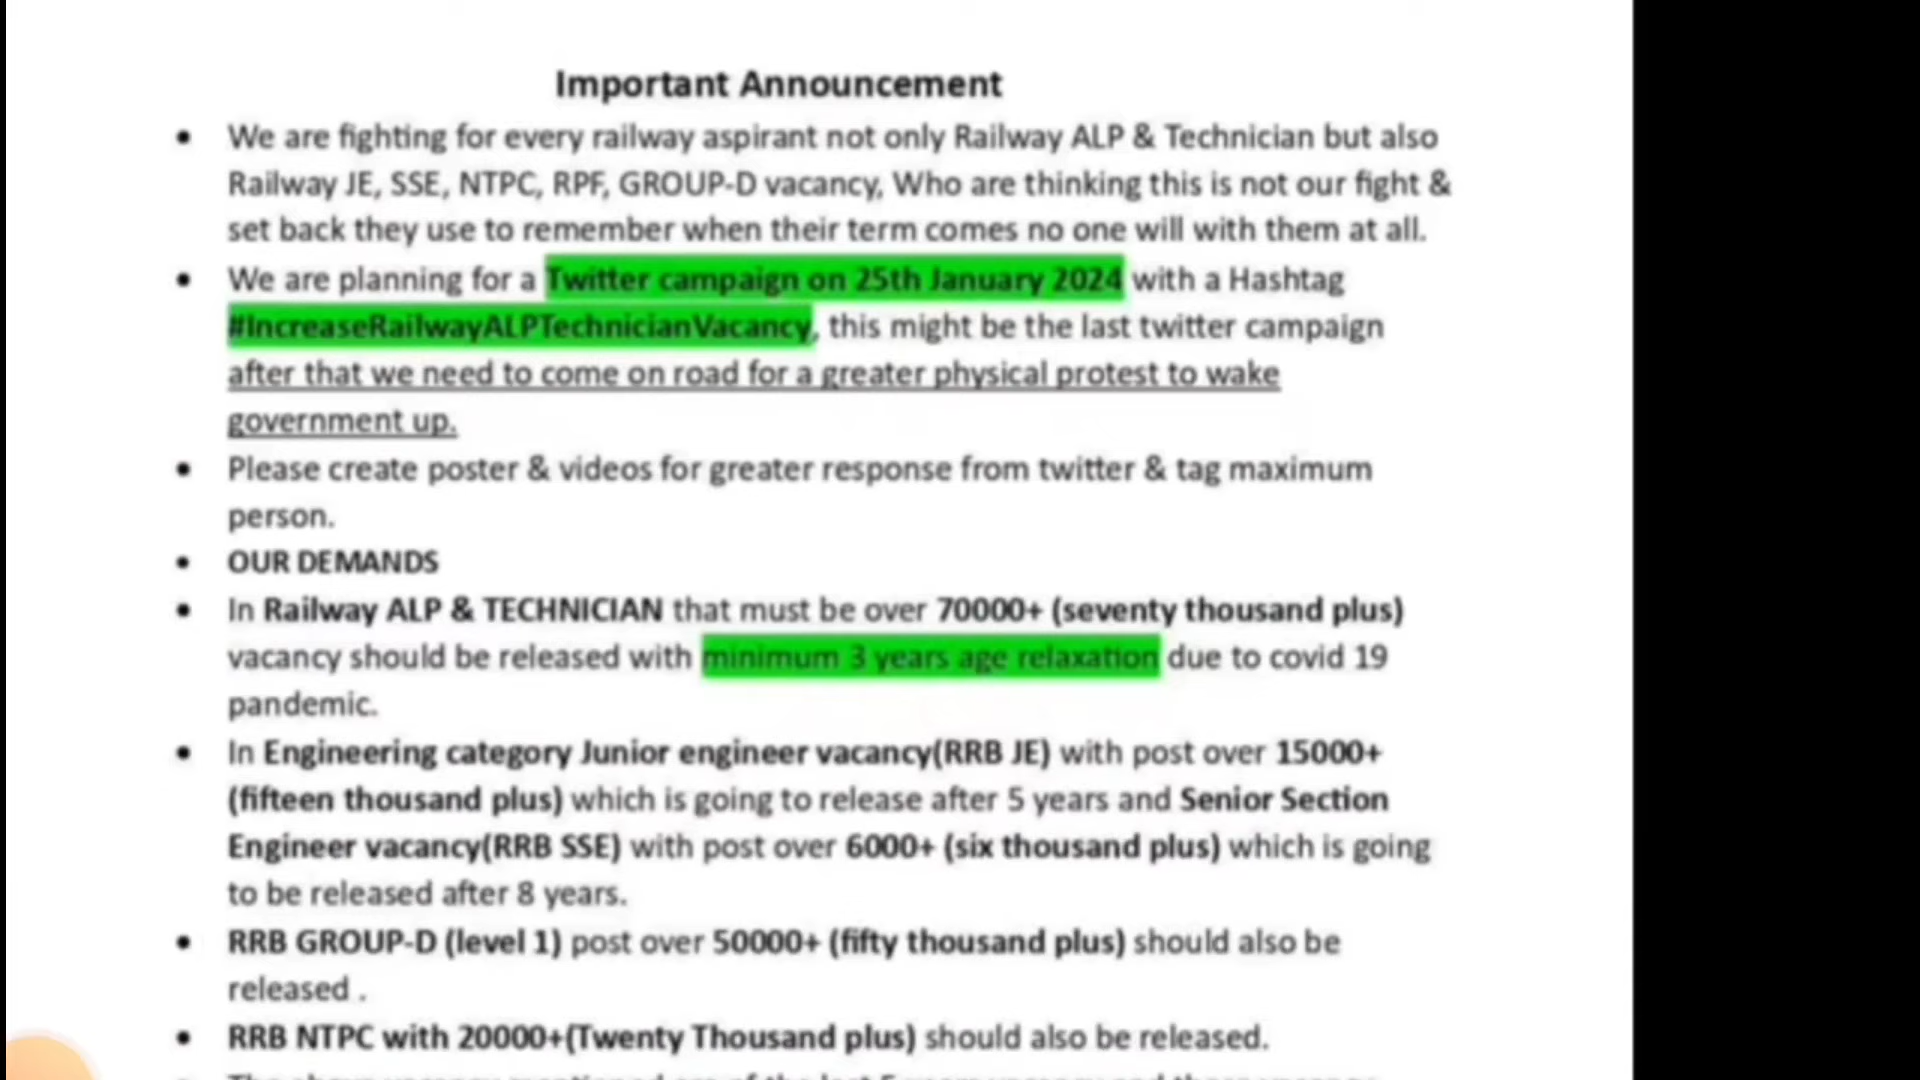 Important Announcement
• We are fighting for every railway aspirant not only Railway ALP & Technician but also
Railway JE, SSE, NTPC, RPF, GROUP-D vacancy, Who are thinking this is not our fight &
set back they use to remember when their term comes no one will with them at all.
• We are planning for a Twitter campaign on 25th January 2024 with a Hashtag
#IncreaseRailwayALPTechnicianVacancy, this might be the last twitter campaign
after that we need to come on road for a greater physical protest to wake
government up.
• Please create poster & videos for greater response from twitter & tag maximum
person.
• OUR DEMANDS
• In Railway ALP & TECHNICIAN that must be over 70000+ (seventy thousand plus)
vacancy should be released with minimum 3 years age relaxation due to covid 19
pandemic.
• In Engineering category Junior engineer vacancy(RRB JE) with post over 15000+
(fifteen thousand plus) which is going to release after 5 years and Senior Section
Engineer vacancy(RRB SSE) with post over 6000+ (six thousand plus) which is going
to be released after 8 years.
• RRB GROUP-D (level 1) post over 50000+ (fifty thousand plus) should also be
released .
• RRB NTPC with 20000+(Twenty Thousand plus) should also be released.